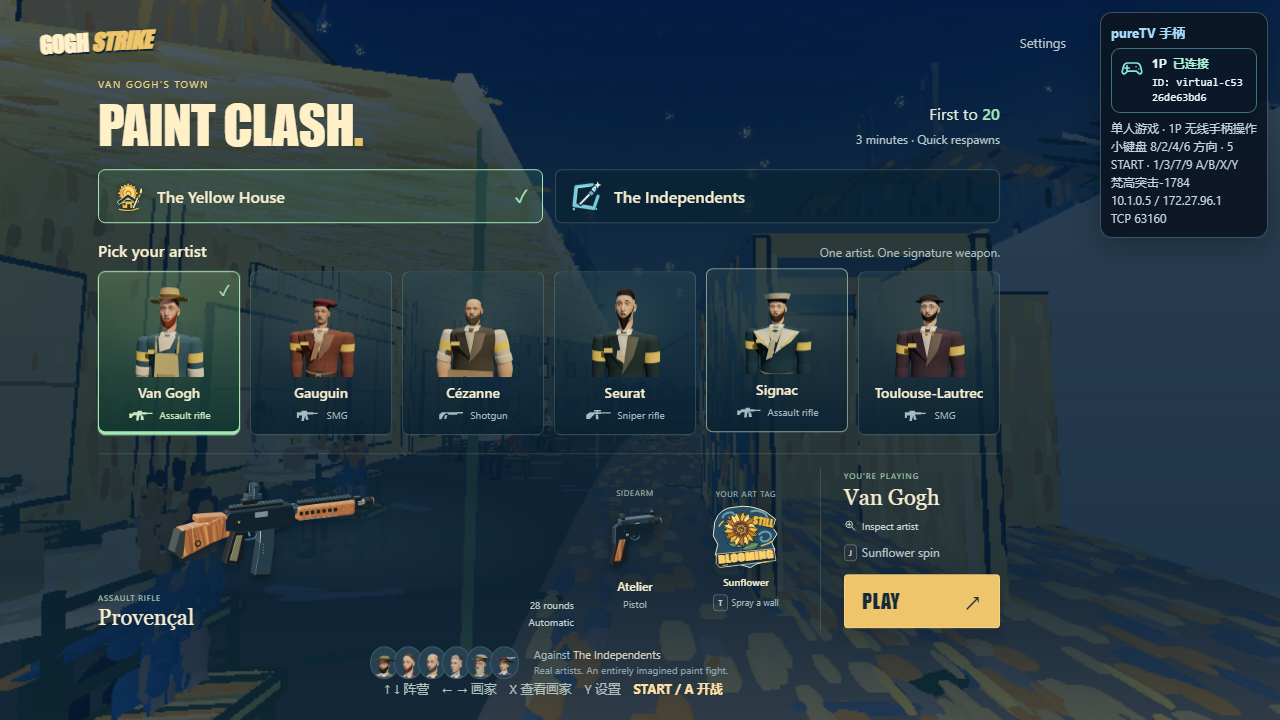 GOGH STRIKE
Settings
VAN GOGH'S TOWN
PAINT CLASH.
First to 20
3 minutes · Quick respawns
The Yellow House
The Independents
Pick your artist
One artist. One signature weapon.
Van Gogh
Assault rifle
Gauguin
SMG
Cézanne
Shotgun
Seurat
Sniper rifle
Signac
Assault rifle
Toulouse-Lautrec
SMG
ASSAULT RIFLE
Provençal
28 rounds
Automatic
SIDEARM
Atelier
Pistol
YOUR ART TAG
STILL
BLOOMING
Sunflower
T Spray a wall
YOU'RE PLAYING
Van Gogh
Inspect artist
J Sunflower spin
PLAY
Against The Independents
Real artists. An entirely imagined paint fight.
↑↓阵营 ←→画家 X 查看画家 Y 设置 START / A 开战
pureTV 手柄
1P 已连接
ID: virtual-c53
26de63bd6
单人游戏 · 1P 无线手柄操作
小键盘 8/2/4/6 方向 · 5
START · 1/3/7/9 A/B/X/Y
梵高突击-1784
10.1.0.5 / 172.27.96.1
TCP 63160